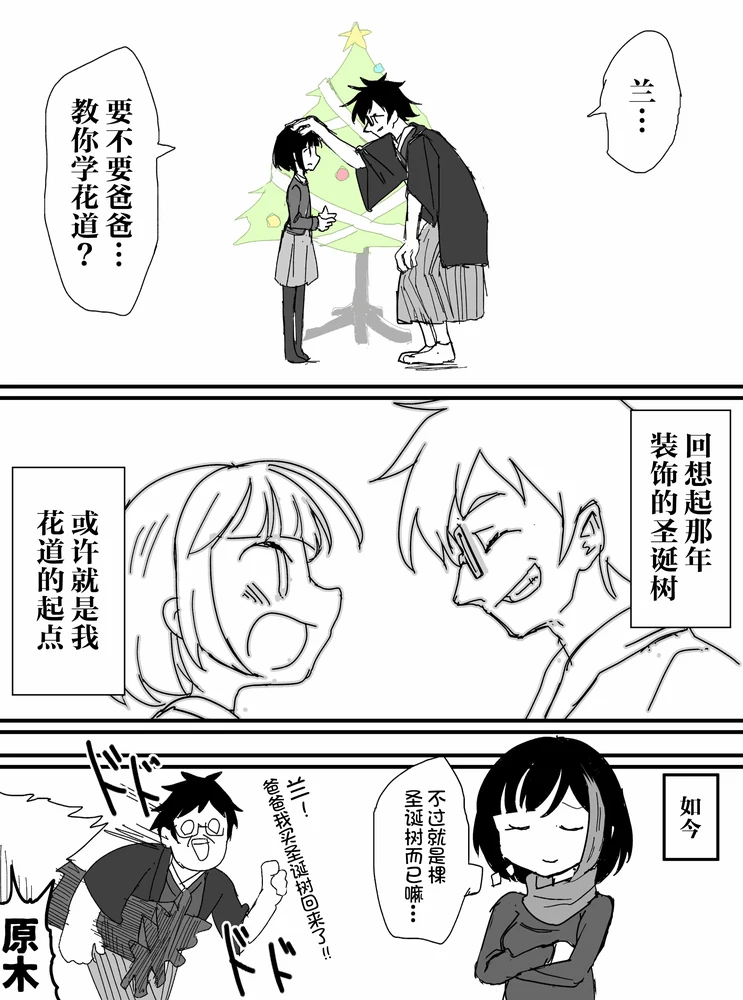 兰…
要不要爸爸…
教你学花道？
回想起那年
装饰的圣诞树
或许就是我
花道的起点
如今
不过就是棵
圣诞树而已嘛…
兰～！
爸爸我买圣诞树回来了!!
ドドド
ドドド
原木